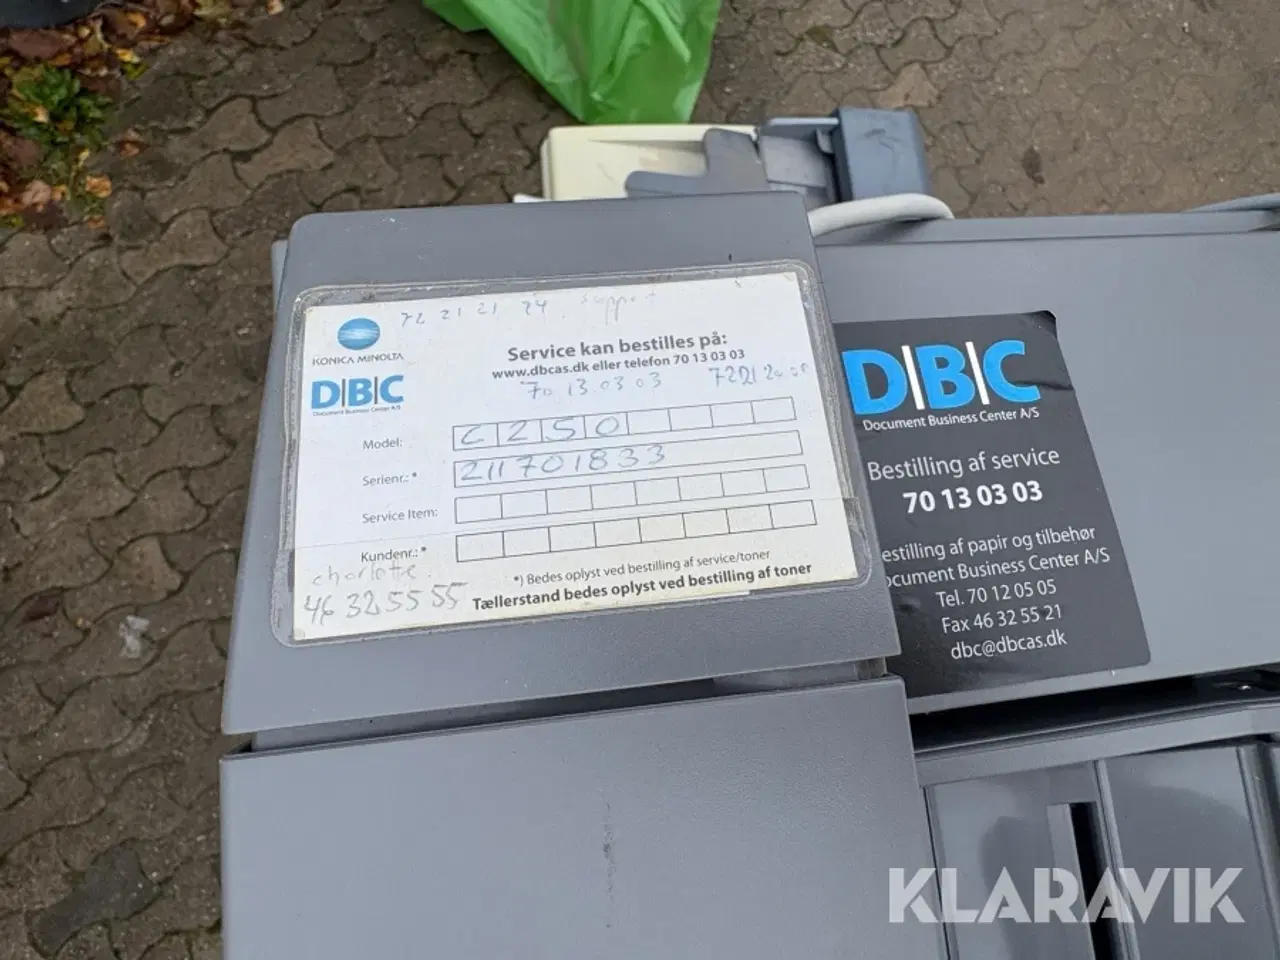 72 21 21 24 support
KONICA MINOLTA
Service kan bestilles på:
www.dbcas.dk eller telefon 70 13 03 03
70 13 03 03
D|B|C
Document Business Center A/S
Model: C250
Serienr.: * 211701833
Service Item:
Kundenr.: *
*) Bedes oplyst ved bestilling af service/toner
Tællerstand bedes oplyst ved bestilling af toner
charlotte.
46 32 55 55
D|B|C
Document Business Center A/S
Bestilling af service
70 13 03 03
estilling af papir og tilbehør
ocument Business Center A/S
Tel. 70 12 05 05
Fax 46 32 55 21
dbc@dbcas.dk
KLARAVIK